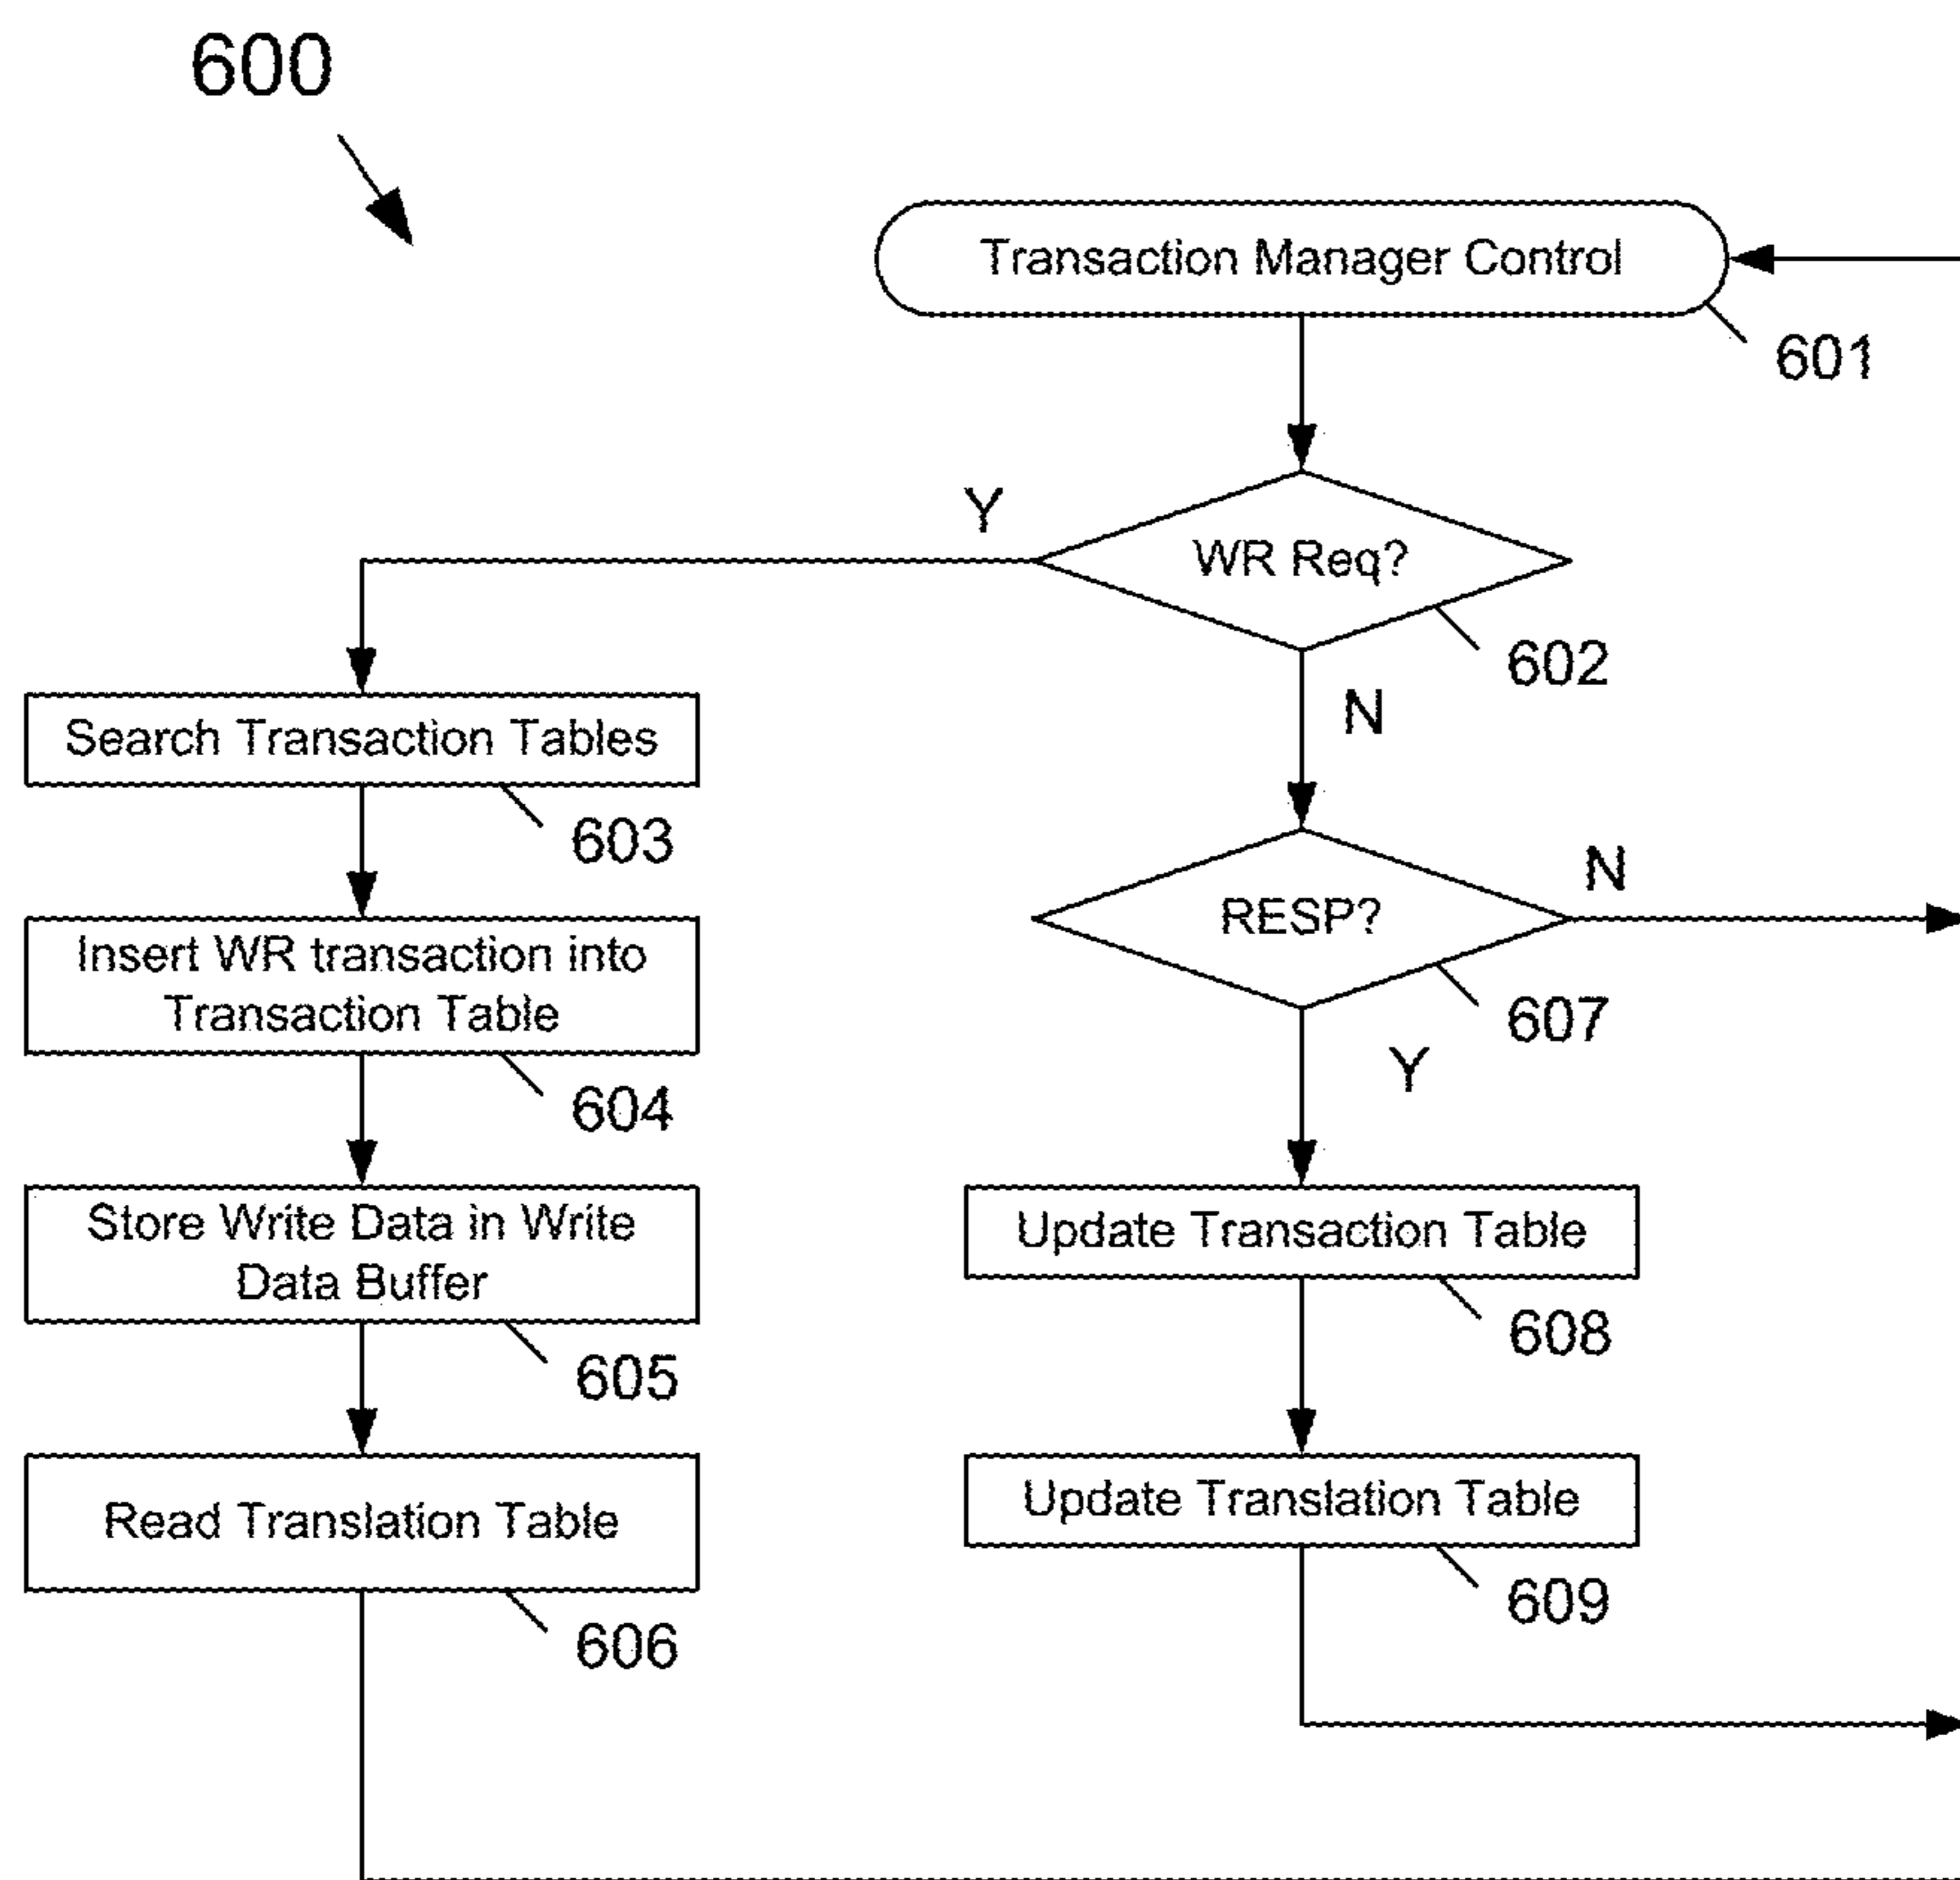 600
Transaction Manager Control
601
Y
WR Req?
602
N
Search Transaction Tables
603
Insert WR transaction into
Transaction Table
604
Store Write Data in Write
Data Buffer
605
Read Translation Table
606
RESP?
N
607
Y
Update Transaction Table
608
Update Translation Table
609